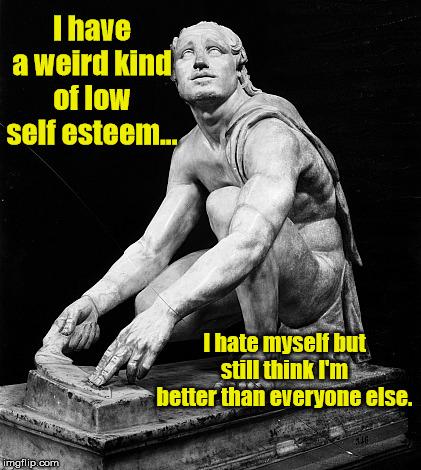 I have
a weird kind
of low
self esteem...
I hate myself but
still think I'm
better than everyone else.
imgflip.com